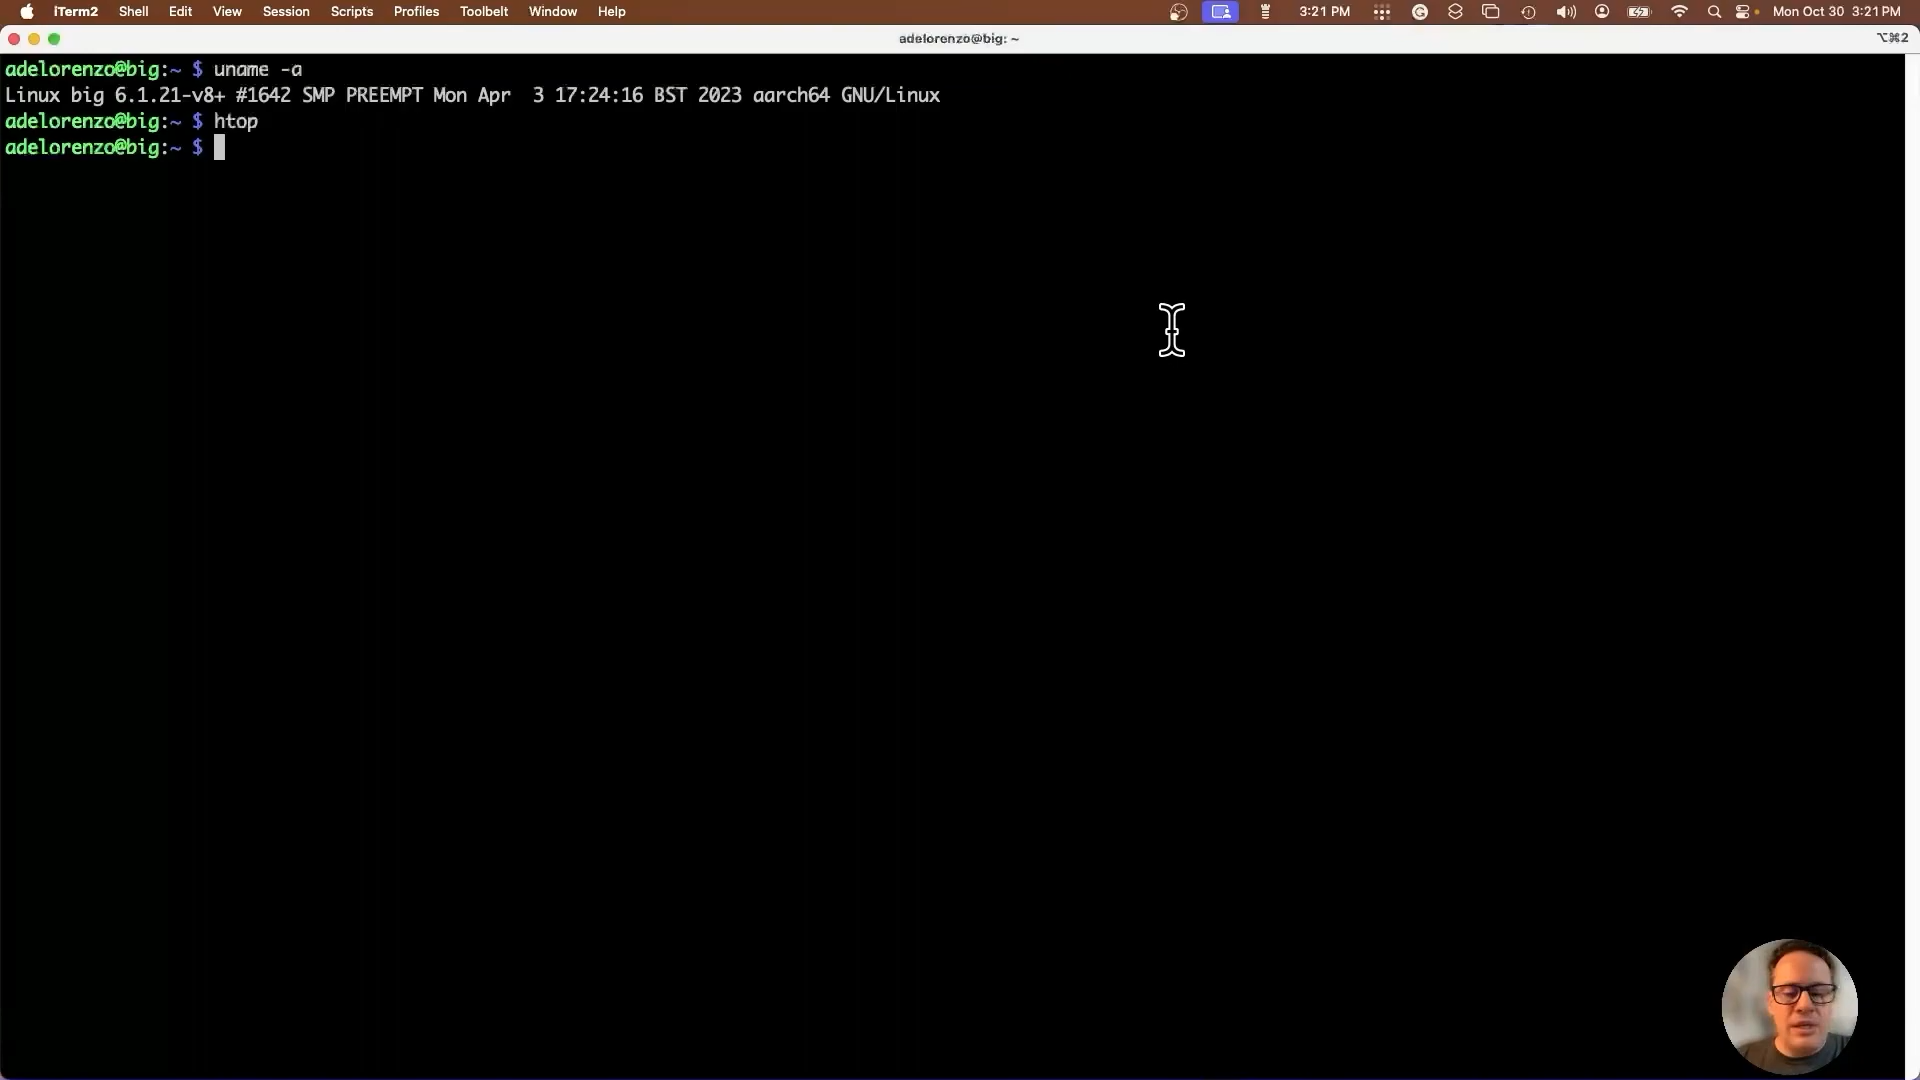 iTerm2 Shell Edit View Session Scripts Profiles Toolbelt Window Help 3:21 PM Mon Oct 30 3:21 PM
adelorenzo@big: ~ ⌥⌘2
adelorenzo@big:~ $ uname -a
Linux big 6.1.21-v8+ #1642 SMP PREEMPT Mon Apr  3 17:24:16 BST 2023 aarch64 GNU/Linux
adelorenzo@big:~ $ htop
adelorenzo@big:~ $